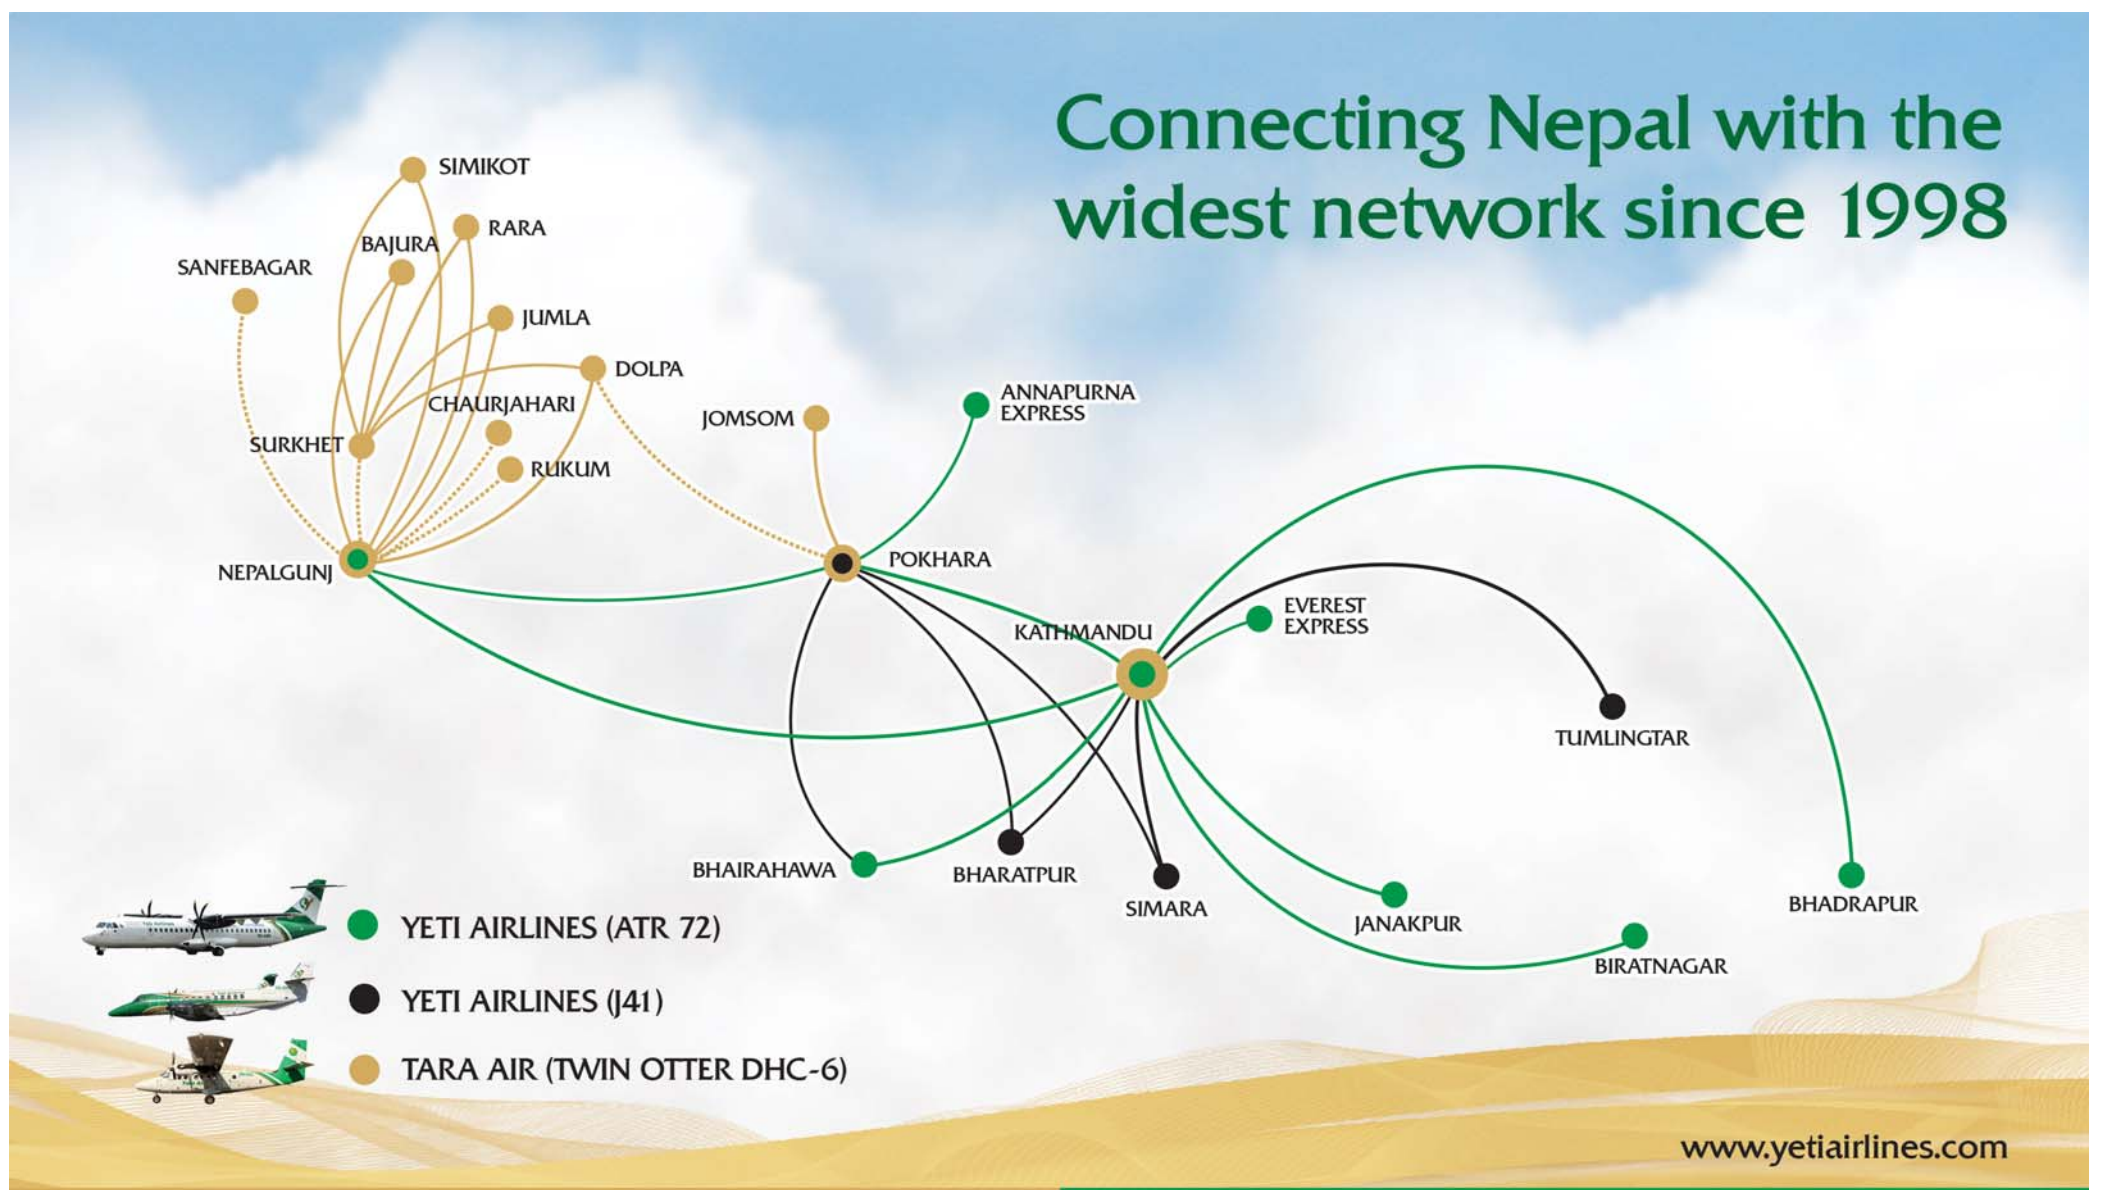 Connecting Nepal with the
widest network since 1998
SIMIKOT
RARA
BAJURA
SANFEBAGAR
JUMLA
DOLPA
CHAURJAHARI
SURKHET
RUKUM
JOMSOM
ANNAPURNA
EXPRESS
NEPALGUNJ
POKHARA
KATHMANDU
EVEREST
EXPRESS
TUMLINGTAR
BHAIRAHAWA
BHARATPUR
SIMARA
JANAKPUR
BHADRAPUR
BIRATNAGAR
YETI AIRLINES (ATR 72)
YETI AIRLINES (J41)
TARA AIR (TWIN OTTER DHC-6)
www.yetiairlines.com